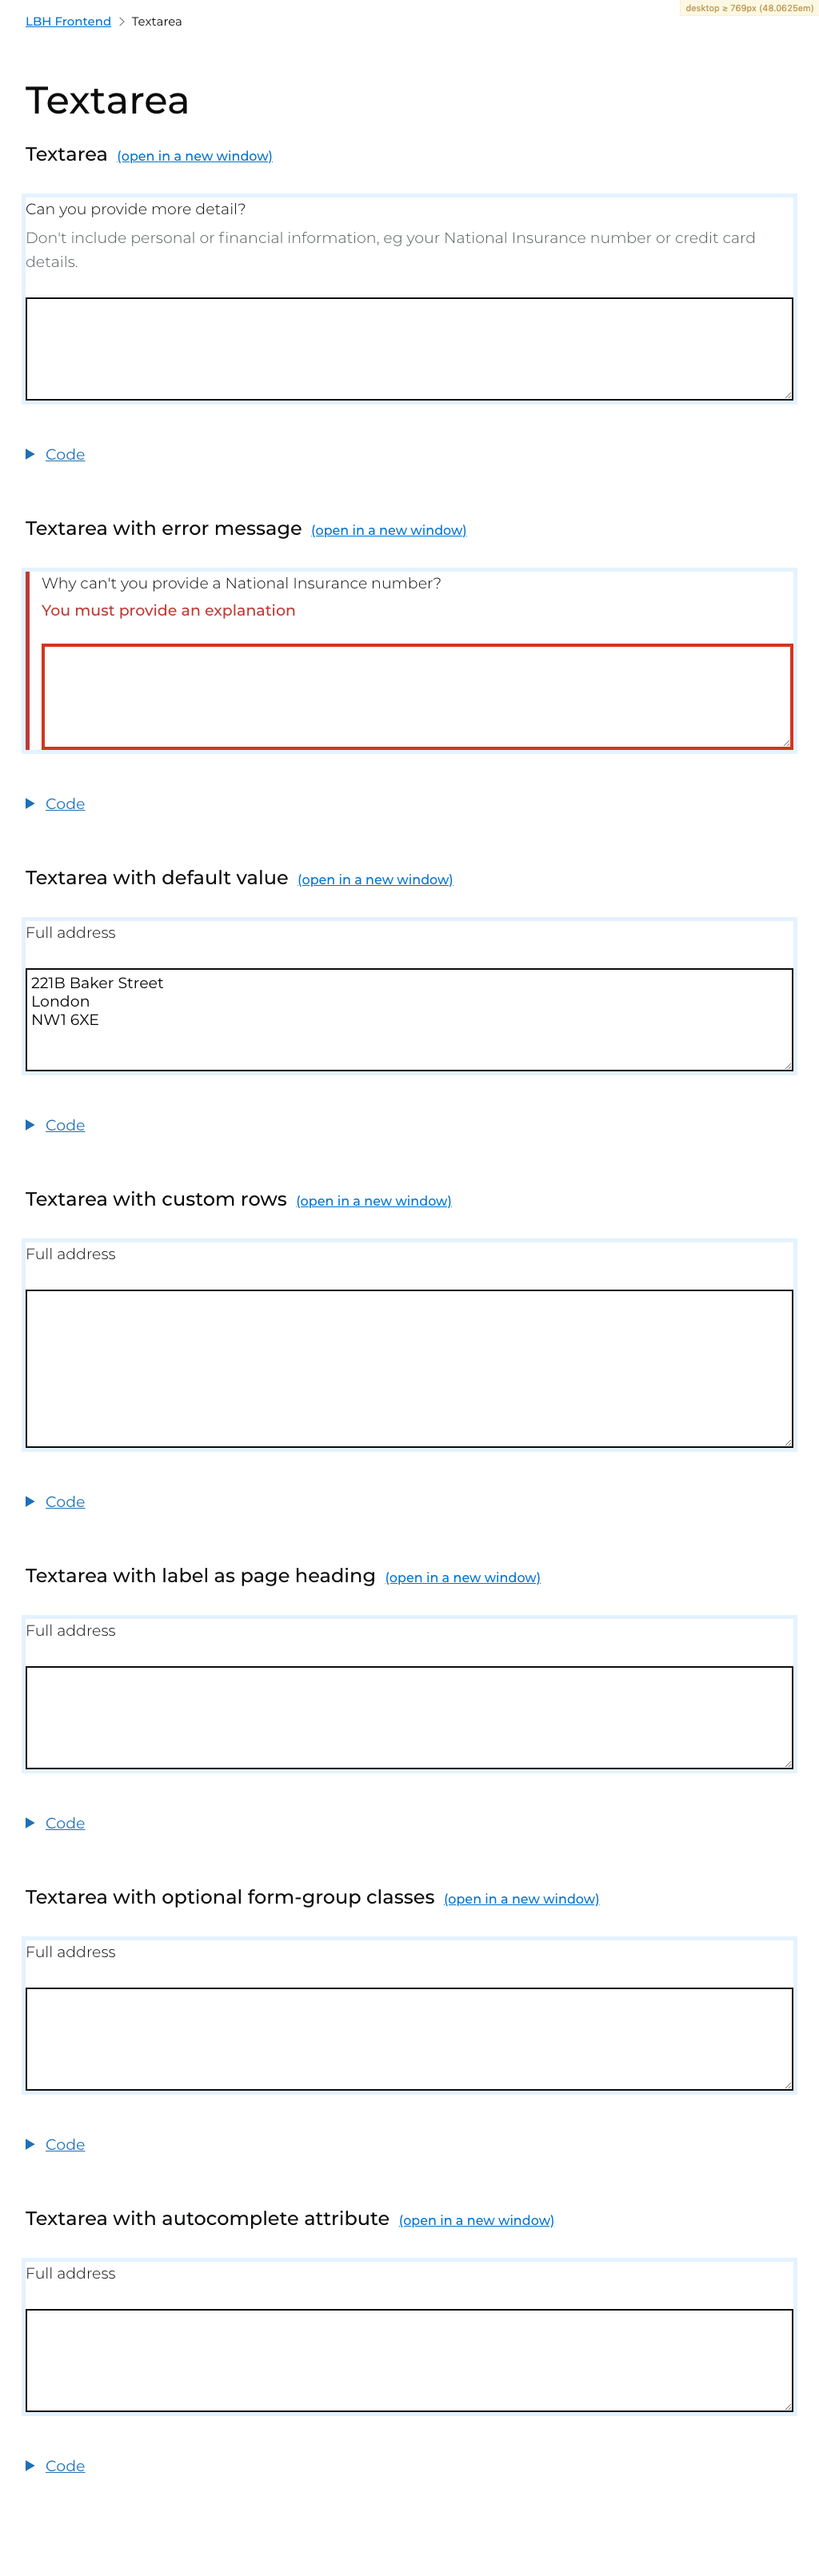 desktop ≥ 769px (48.0625em)
LBH Frontend > Textarea
Textarea
Textarea (open in a new window)
Can you provide more detail?
Don't include personal or financial information, eg your National Insurance number or credit card
details.
Code
Textarea with error message (open in a new window)
Why can't you provide a National Insurance number?
You must provide an explanation
Code
Textarea with default value (open in a new window)
Full address
221B Baker Street
London
NW1 6XE
Code
Textarea with custom rows (open in a new window)
Full address
Code
Textarea with label as page heading (open in a new window)
Full address
Code
Textarea with optional form-group classes (open in a new window)
Full address
Code
Textarea with autocomplete attribute (open in a new window)
Full address
Code